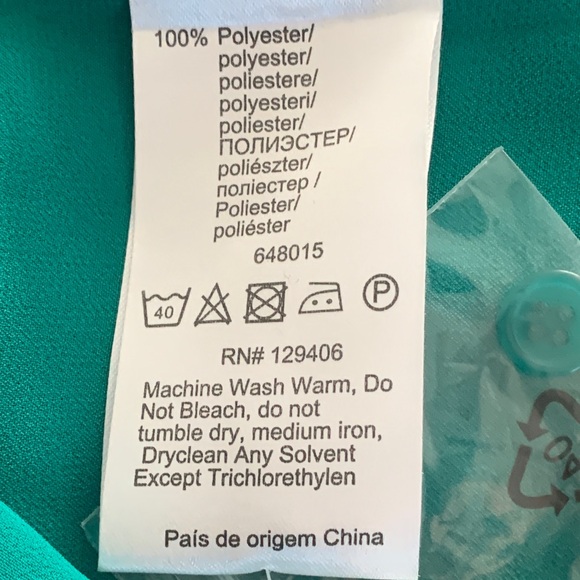 100% Polyester/
polyester/
poliestere/
polyesteri/
poliester/
ПОЛИЭСТЕР/
poliészter/
поліестер /
Poliester/
poliéster
648015
40
P
RN# 129406
Machine Wash Warm, Do
Not Bleach, do not
tumble dry, medium iron,
Dryclean Any Solvent
Except Trichlorethylen
País de origem China